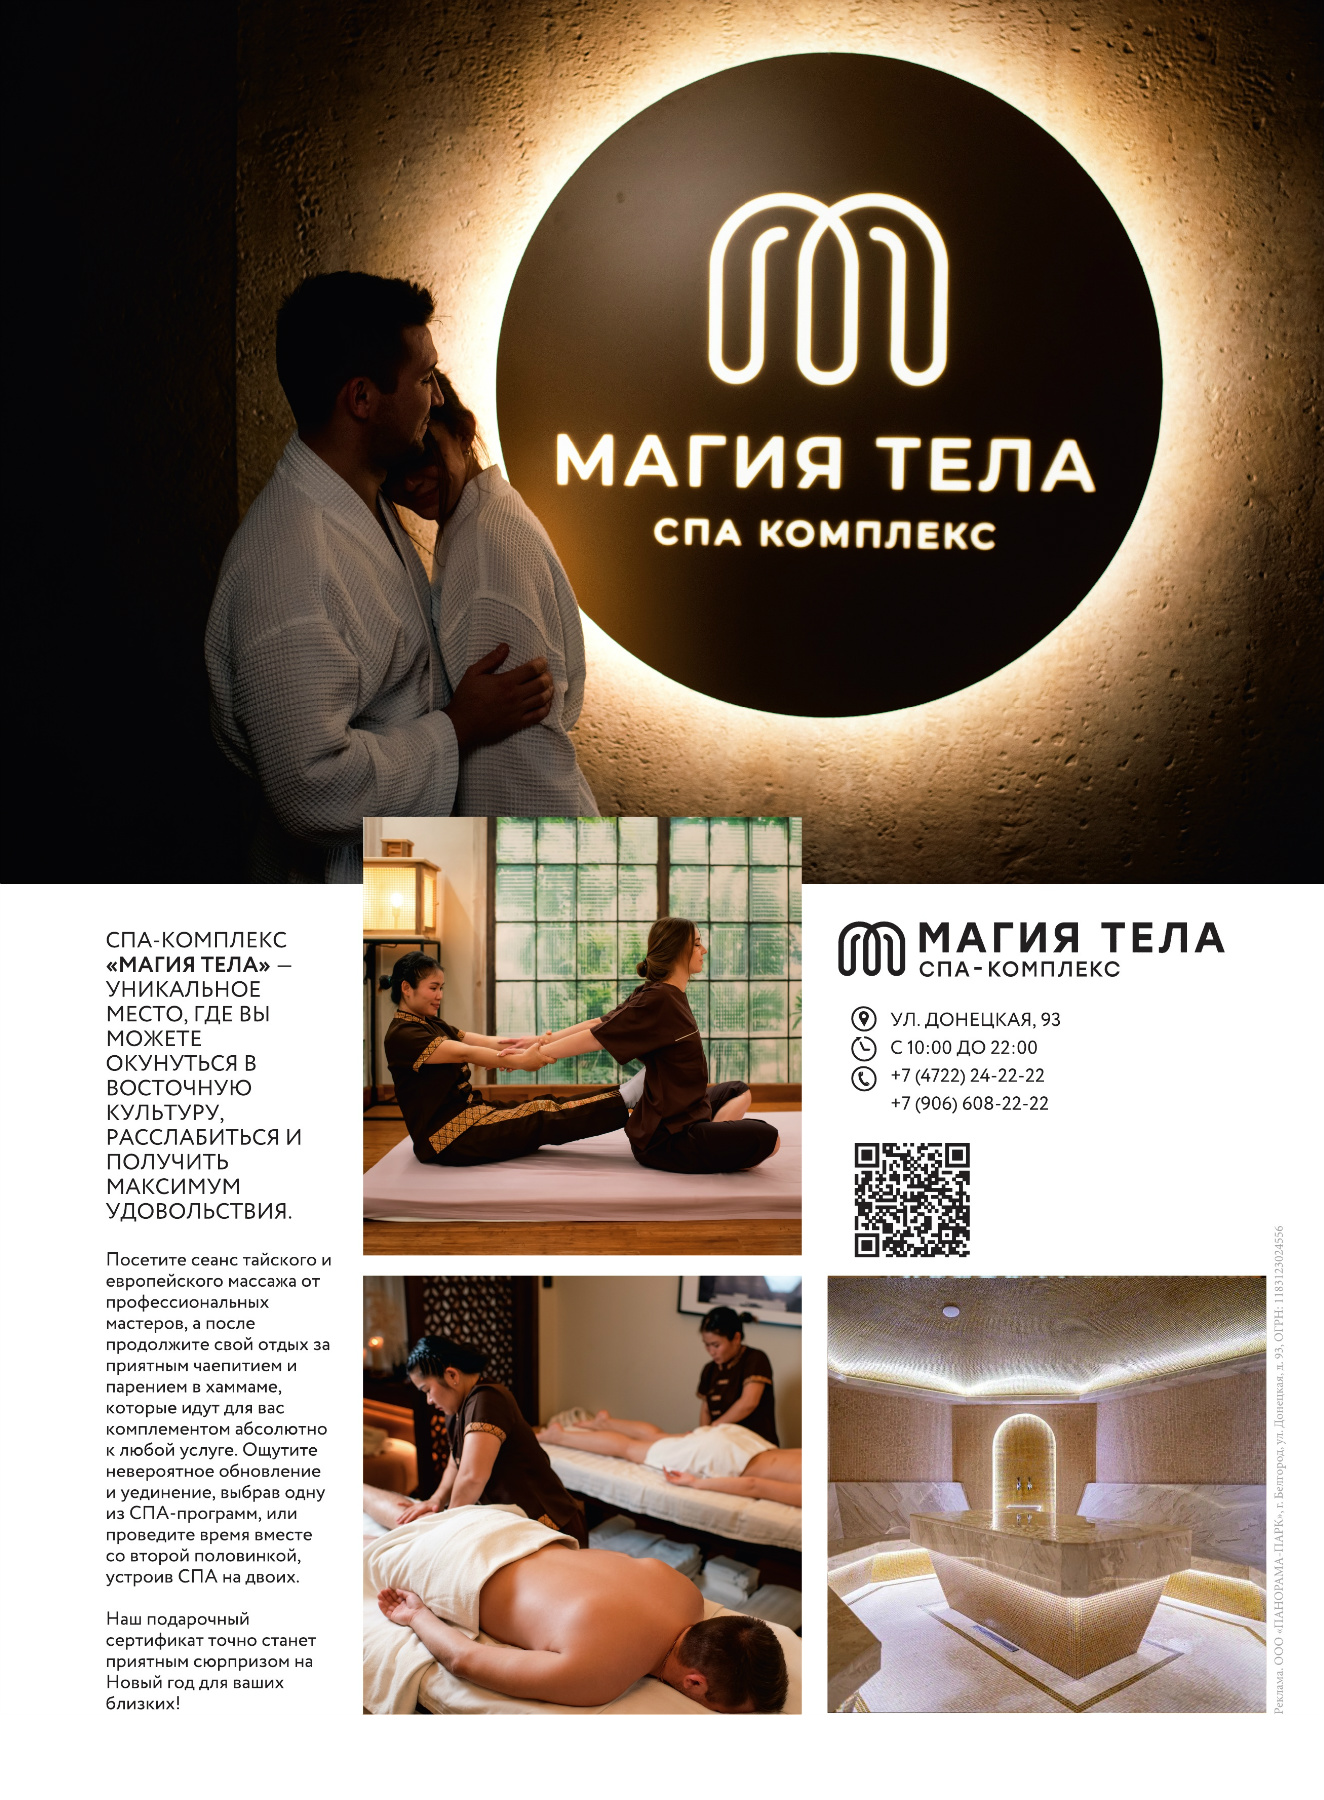 МАГИЯ ТЕЛА
СПА КОМПЛЕКС
СПА-КОМПЛЕКС
«МАГИЯ ТЕЛА» —
УНИКАЛЬНОЕ
МЕСТО, ГДЕ ВЫ
МОЖЕТЕ
ОКУНУТЬСЯ В
ВОСТОЧНУЮ
КУЛЬТУРУ,
РАССЛАБИТЬСЯ И
ПОЛУЧИТЬ
МАКСИМУМ
УДОВОЛЬСТВИЯ.
Посетите сеанс тайского и
европейского массажа от
профессиональных
мастеров, а после
продолжите свой отдых за
приятным чаепитием и
парением в хаммаме,
которые идут для вас
комплементом абсолютно
к любой услуге. Ощутите
невероятное обновление
и уединение, выбрав одну
из СПА-программ, или
проведите время вместе
со второй половинкой,
устроив СПА на двоих.
Наш подарочный
сертификат точно станет
приятным сюрпризом на
Новый год для ваших
близких!
МАГИЯ ТЕЛА
СПА-КОМПЛЕКС
УЛ. ДОНЕЦКАЯ, 93
С 10:00 ДО 22:00
+7 (4722) 24-22-22
+7 (906) 608-22-22
Реклама. ООО «ПАНОРАМА-ПАРК», г. Белгород, ул. Донецкая, д. 93, ОГРН: 1183123024556